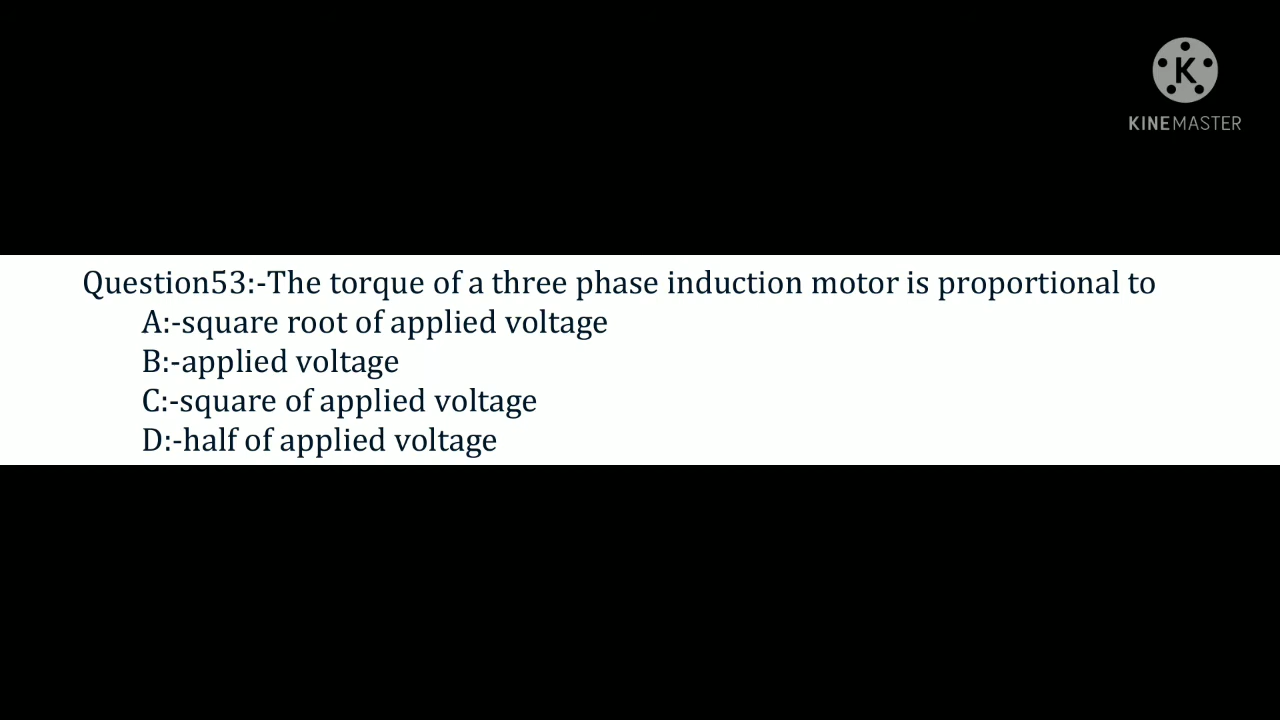 K
KINEMASTER
Question53:-The torque of a three phase induction motor is proportional to
A:-square root of applied voltage
B:-applied voltage
C:-square of applied voltage
D:-half of applied voltage